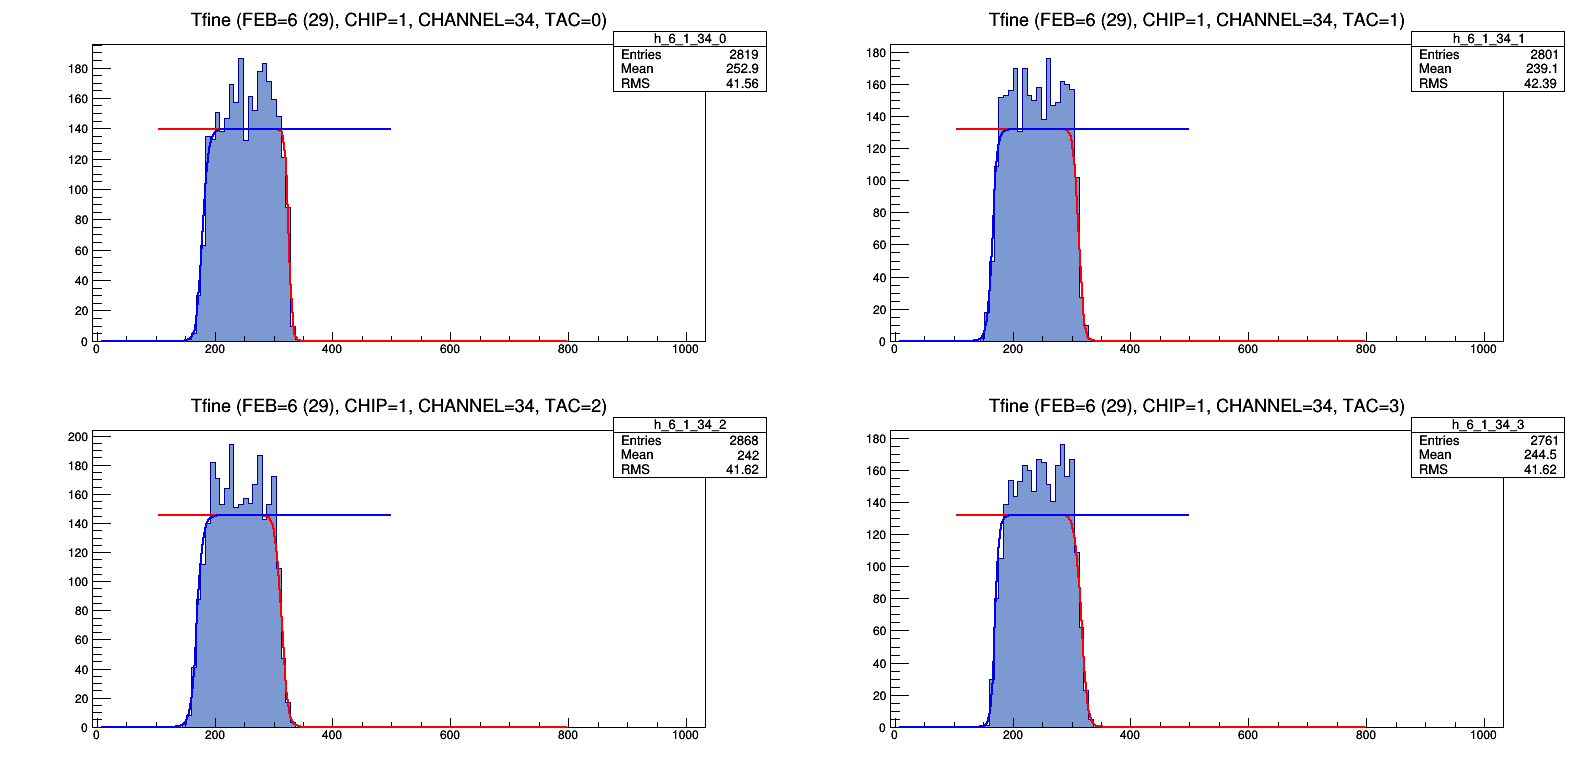 Tfine (FEB=6 (29), CHIP=1, CHANNEL=34, TAC=0)
h_6_1_34_0
Entries 2819
Mean 252.9
RMS 41.56
180
160
140
120
100
80
60
40
20
0
0 200 400 600 800 1000
Tfine (FEB=6 (29), CHIP=1, CHANNEL=34, TAC=1)
h_6_1_34_1
Entries 2801
Mean 239.1
RMS 42.39
180
160
140
120
100
80
60
40
20
0
0 200 400 600 800 1000
Tfine (FEB=6 (29), CHIP=1, CHANNEL=34, TAC=2)
h_6_1_34_2
Entries 2868
Mean 242
RMS 41.62
200
180
160
140
120
100
80
60
40
20
0
0 200 400 600 800 1000
Tfine (FEB=6 (29), CHIP=1, CHANNEL=34, TAC=3)
h_6_1_34_3
Entries 2761
Mean 244.5
RMS 41.62
180
160
140
120
100
80
60
40
20
0
0 200 400 600 800 1000